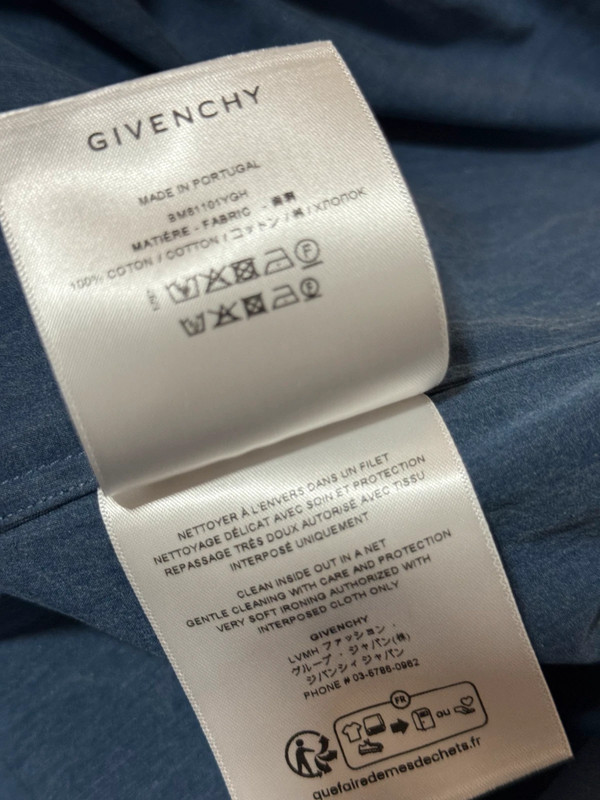 GIVENCHY
MADE IN PORTUGAL
BM61101YGH
MATIÈRE - FABRIC -
100% COTON / COTTON / コットン / 棉 / ХЛОПОК
F
P
NETTOYER À L'ENVERS DANS UN FILET
NETTOYAGE DÉLICAT AVEC SOIN ET PROTECTION
REPASSAGE TRÈS DOUX AUTORISÉ AVEC TISSU
INTERPOSÉ UNIQUEMENT
CLEAN INSIDE OUT IN A NET
GENTLE CLEANING WITH CARE AND PROTECTION
VERY SOFT IRONING AUTHORIZED WITH
INTERPOSED CLOTH ONLY
GIVENCHY
LVMH ファッション ·
グループ · ジャパン(株)
ジバンシィ ジャパン
PHONE # 03-6786-0962
FR
ou
quefairedemesdechets.fr